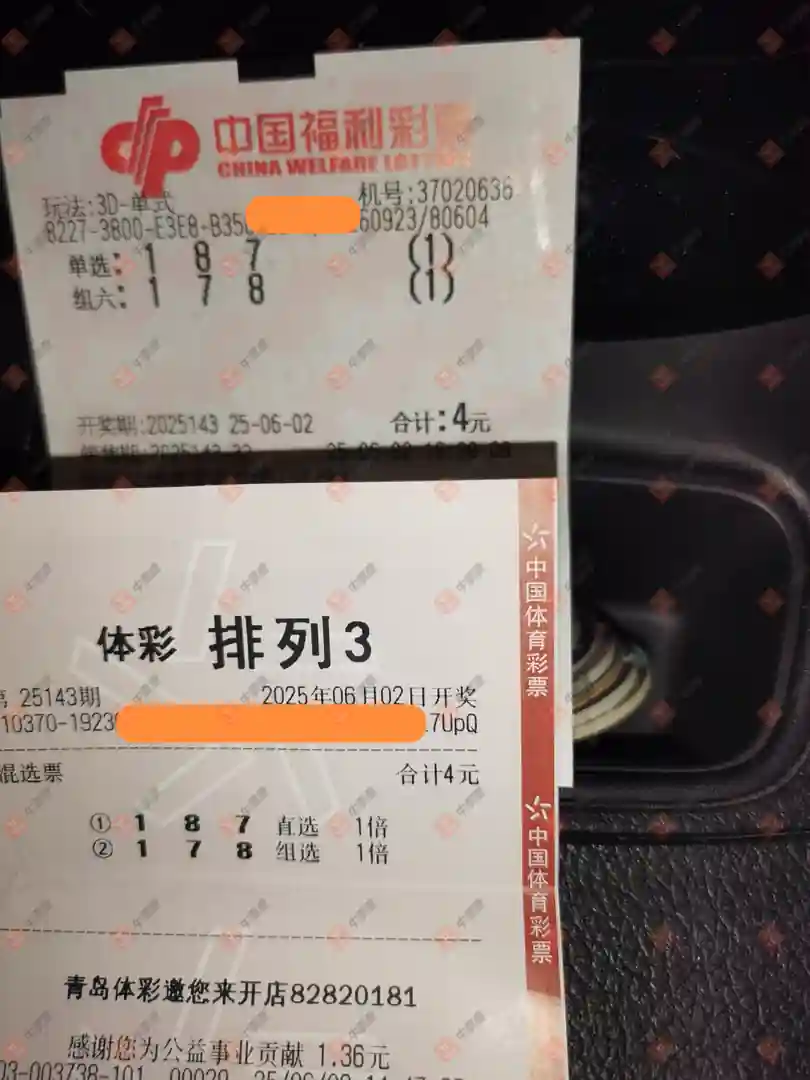 中国福利彩票
CHINA WELFARE LOTTERY
玩法:3D-单式 机号:37020636
8227-3800-E3E8-B35 60923/80604
单选: 1 8 7 (1)
组六: 1 7 8 (1)
开奖期:2025143 25-06-02 合计:4元
体彩 排列3
第 25143期 2025年06月02日开奖
10370-1923 7UpQ
混选票 合计4元
① 1 8 7 直选 1倍
② 1 7 8 组选 1倍
青岛体彩邀您来开店82820181
感谢您为公益事业贡献 1.36元
03-003738-101
中国体育彩票
中国体育彩票